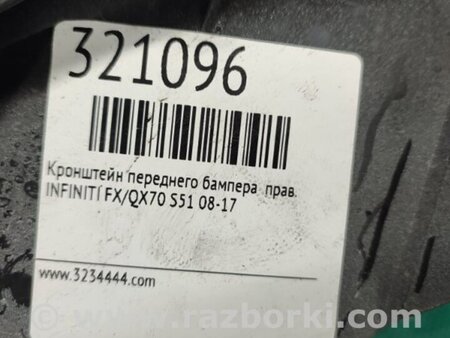 321096
Кронштейн переднего бампера прав.
INFINITI FX/QX70 S51 08-17
www.3234444.com
© www.razborki.com